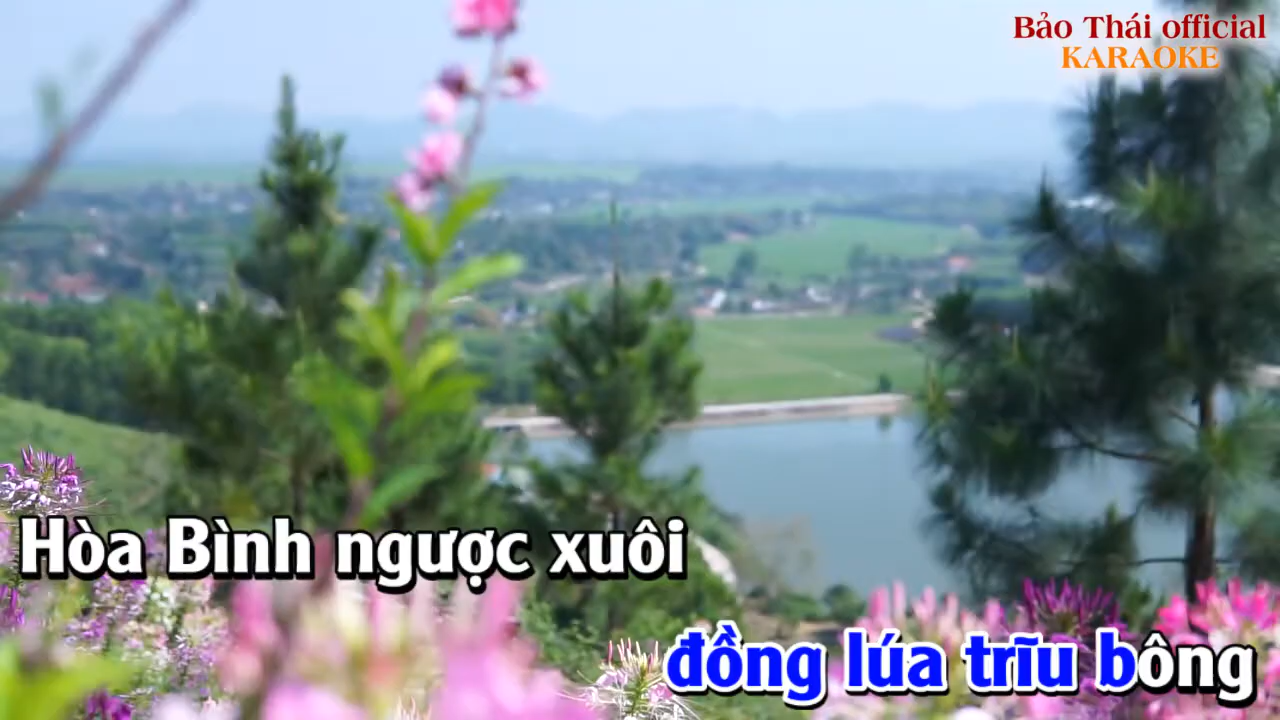 Bảo Thái official
KARAOKE
Hòa Bình ngược xuôi
đồng lúa trĩu bông